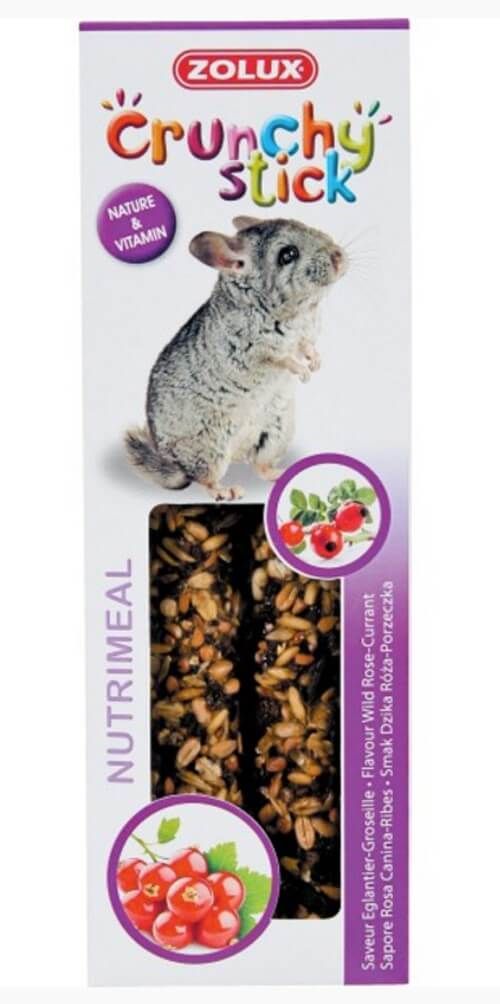 ZOLUX
Crunchy
stick
NATURE
&
VITAMIN
NUTRIMEAL
Saveur Eglantier-Groseille • Flavour Wild Rose-Currant
Sapore Rosa Canina-Ribes • Smak Dzika Róża-Porzeczka